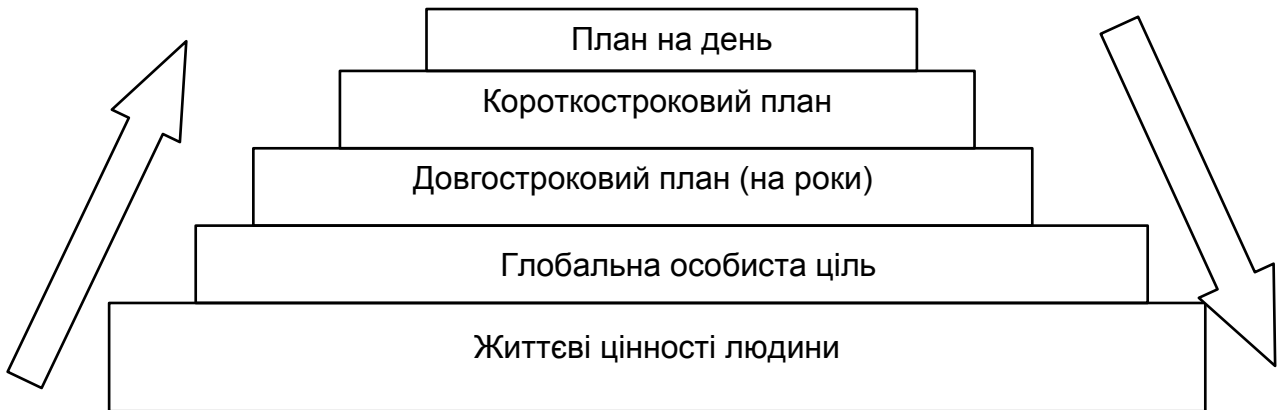 План на день
Короткостроковий план
Довгостроковий план (на роки)
Глобальна особиста ціль
Життєві цінності людини